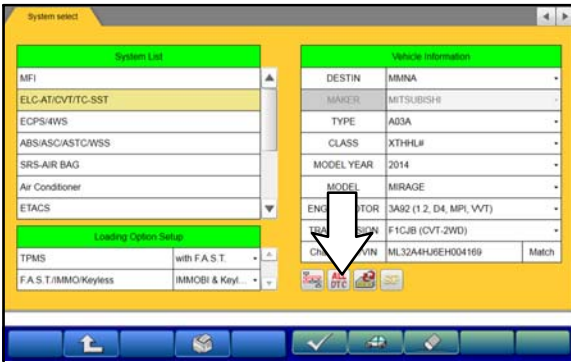 System select
System List
MFI
ELC-AT/CVT/TC-SST
ECPS/4WS
ABS/ASC/ASTC/WSS
SRS-AIR BAG
Air Conditioner
ETACS
Loading Option Setup
TPMS with F.A.S.T.
F.A.S.T./IMMO/Keyless IMMOBI & Keyl...
Vehicle Information
DESTIN MMNA
MAKER MITSUBISHI
TYPE A03A
CLASS XTHHL#
MODEL YEAR 2014
MODEL MIRAGE
3A92 (1.2, D4, MPI, VVT)
F1CJB (CVT-2WD)
VIN ML32A4HJ6EH004169 Match
ALL
DTC